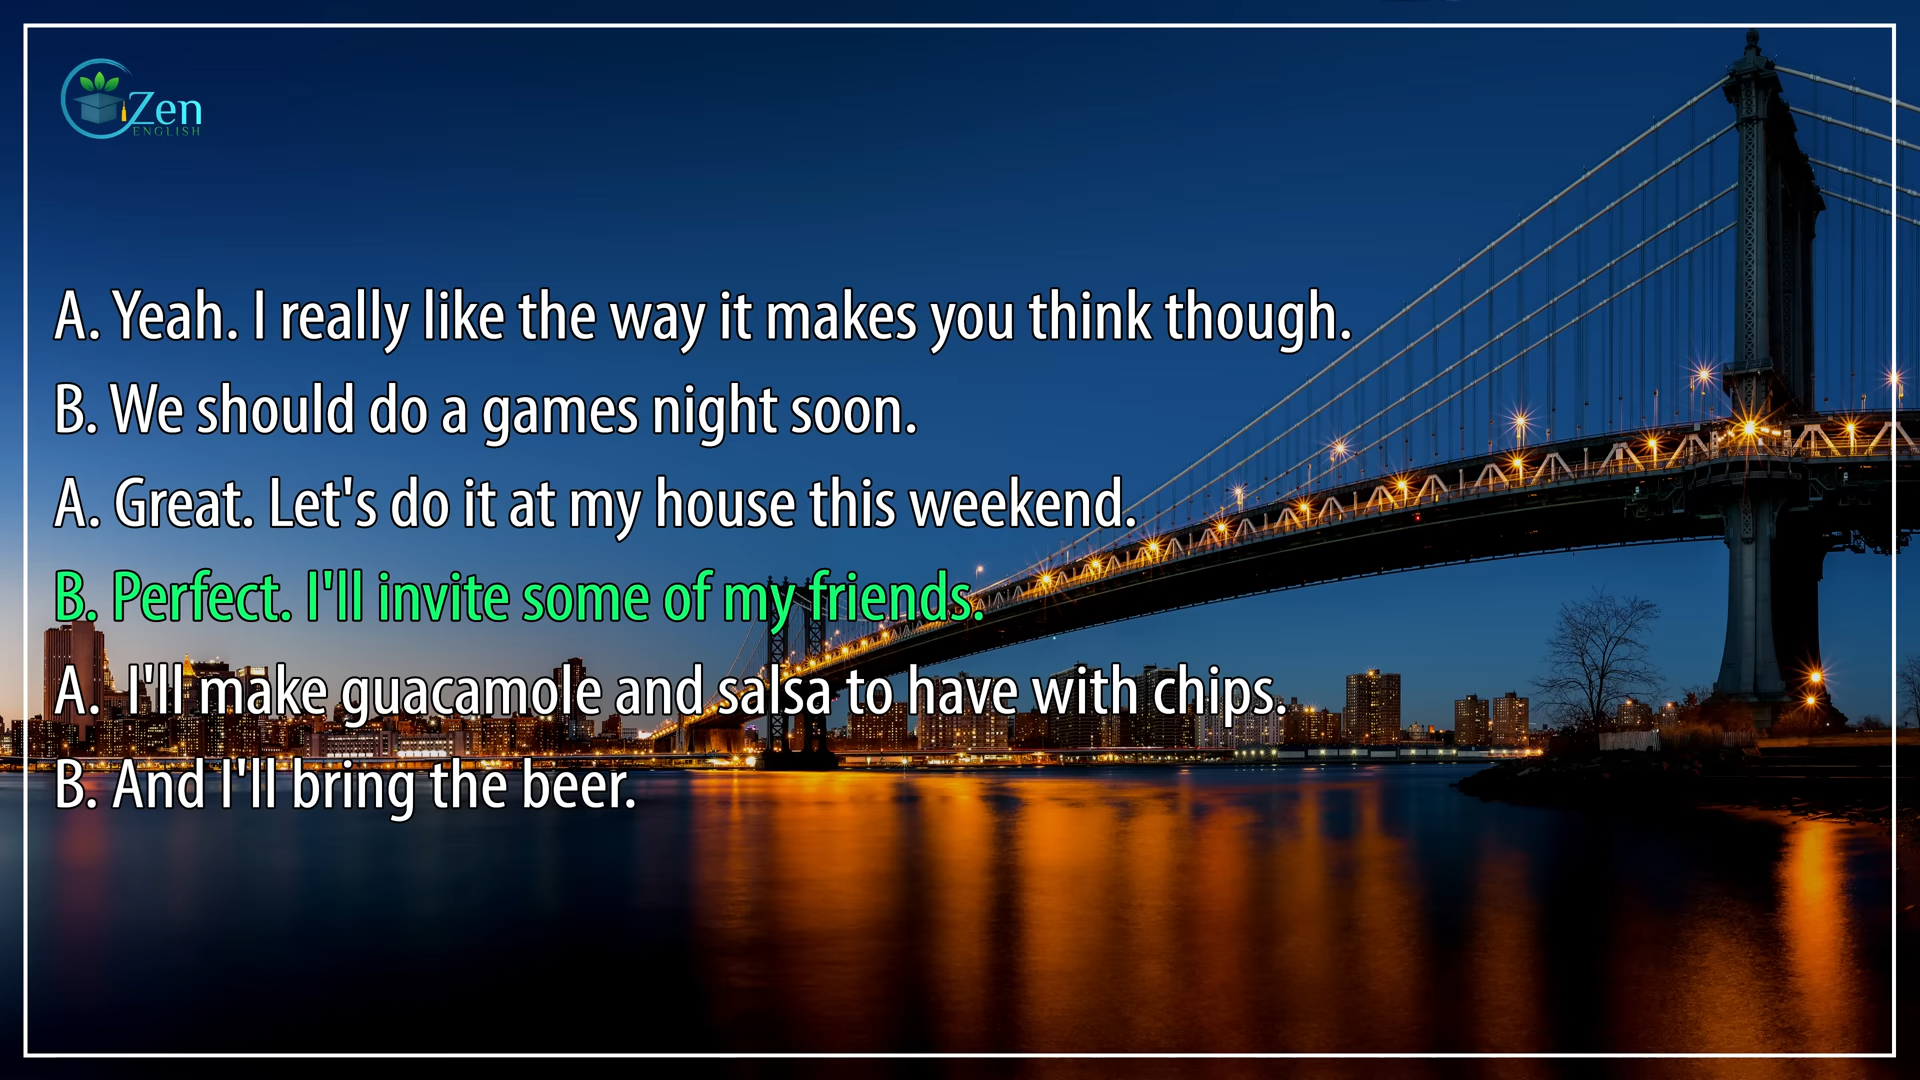 Zen
ENGLISH
A. Yeah. I really like the way it makes you think though.
B. We should do a games night soon.
A. Great. Let's do it at my house this weekend.
B. Perfect. I'll invite some of my friends.
A. I'll make guacamole and salsa to have with chips.
B. And I'll bring the beer.